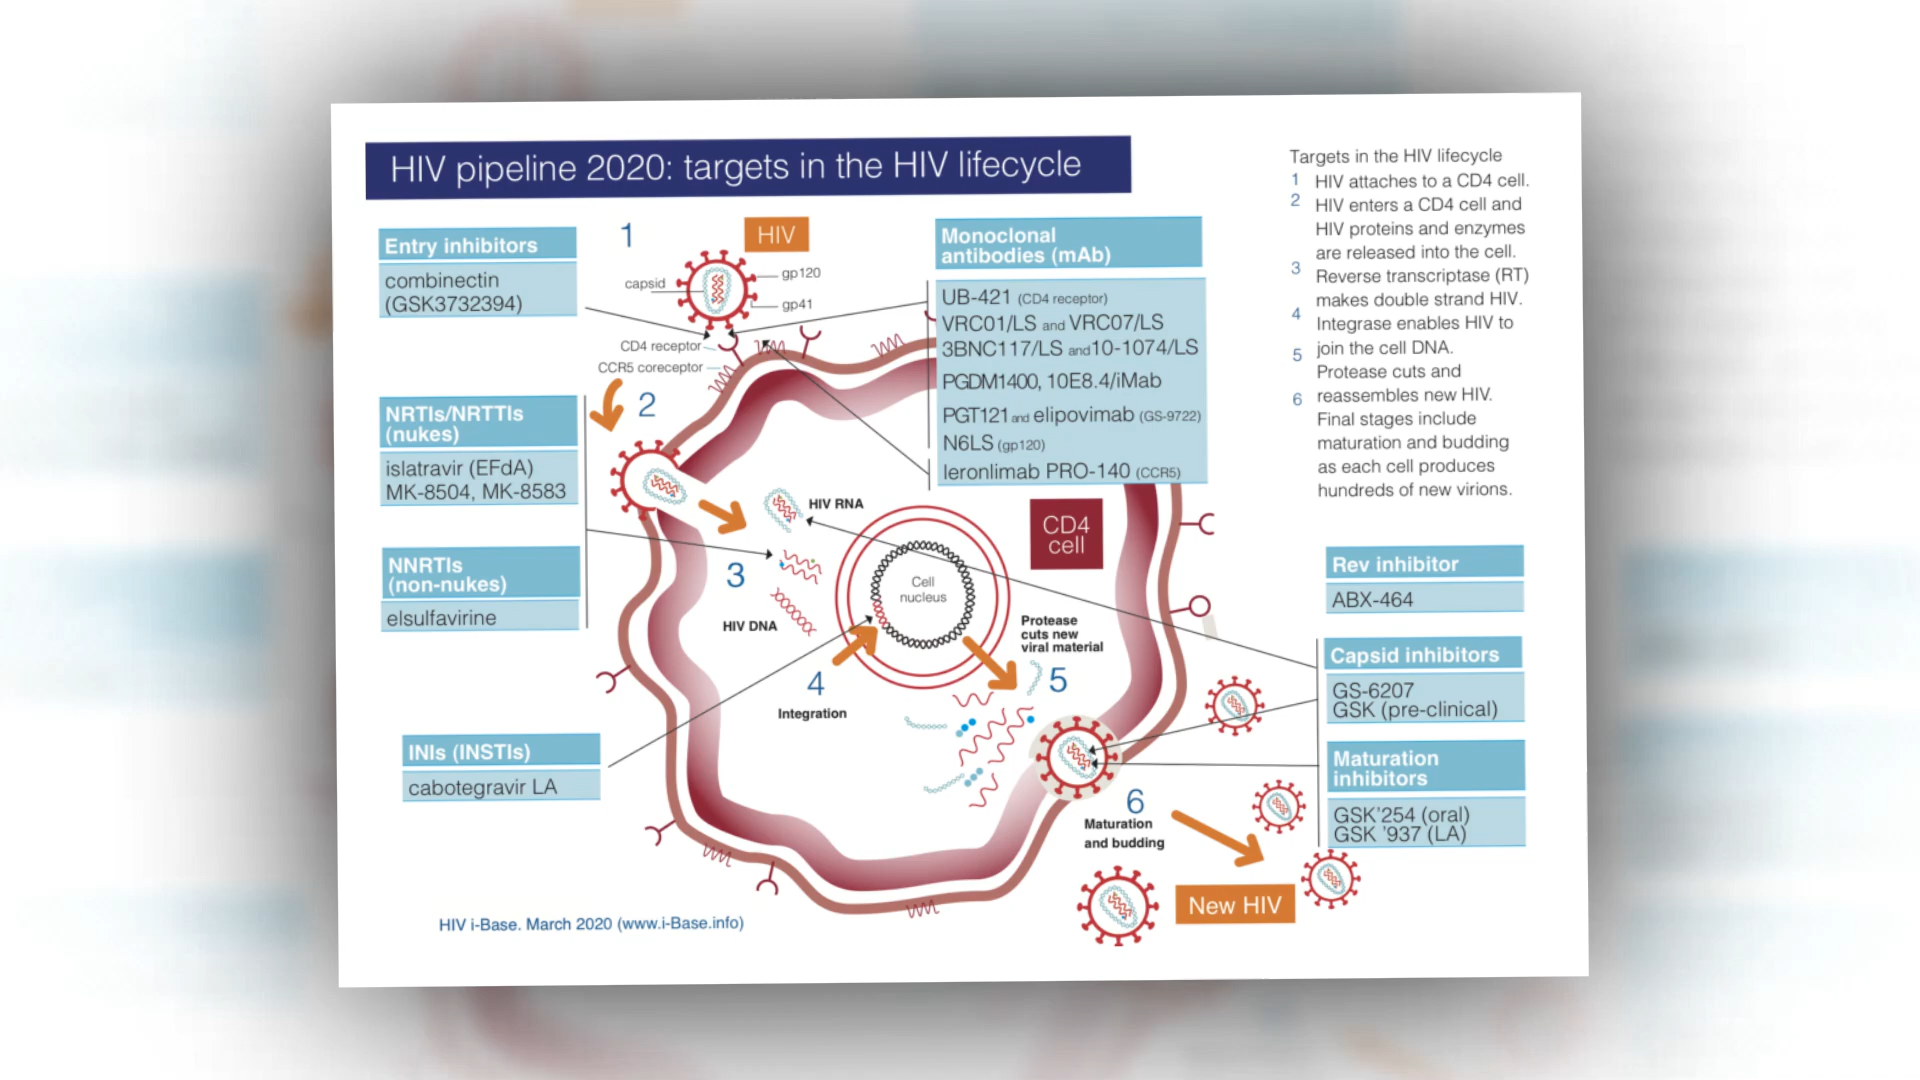 HIV pipeline 2020: targets in the HIV lifecycle
Entry inhibitors
combinectin
(GSK3732394)
1
HIV
capsid
gp120
gp41
CD4 receptor
CCR5 coreceptor
Monoclonal
antibodies (mAb)
UB-421 (CD4 receptor)
VRC01/LS and VRC07/LS
3BNC117/LS and10-1074/LS
PGDM1400, 10E8.4/iMab
PGT121 and elipovimab (GS-9722)
N6LS (gp120)
leronlimab PRO-140 (CCR5)
Targets in the HIV lifecycle
1 HIV attaches to a CD4 cell.
2 HIV enters a CD4 cell and
HIV proteins and enzymes
are released into the cell.
3 Reverse transcriptase (RT)
makes double strand HIV.
4 Integrase enables HIV to
join the cell DNA.
5 Protease cuts and
reassembles new HIV.
6 Final stages include
maturation and budding
as each cell produces
hundreds of new virions.
2
NRTIs/NRTTIs
(nukes)
islatravir (EFdA)
MK-8504, MK-8583
NNRTIs
(non-nukes)
elsulfavirine
HIV RNA
3
HIV DNA
CD4
cell
Cell
nucleus
4
Integration
Protease
cuts new
viral material
5
INIs (INSTIs)
cabotegravir LA
Rev inhibitor
ABX-464
Capsid inhibitors
GS-6207
GSK (pre-clinical)
Maturation
inhibitors
GSK'254 (oral)
GSK '937 (LA)
6
Maturation
and budding
New HIV
HIV i-Base. March 2020 (www.i-Base.info)